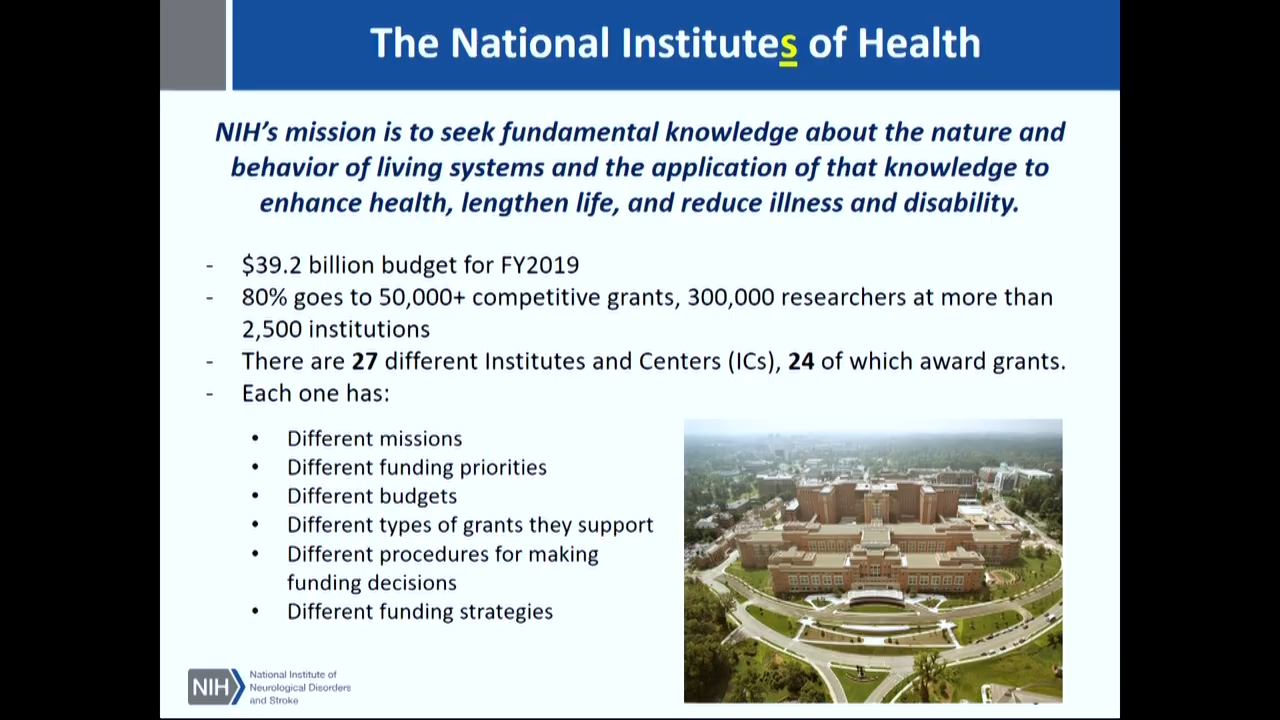 The National Institutes of Health
NIH’s mission is to seek fundamental knowledge about the nature and
behavior of living systems and the application of that knowledge to
enhance health, lengthen life, and reduce illness and disability.
- $39.2 billion budget for FY2019
- 80% goes to 50,000+ competitive grants, 300,000 researchers at more than
2,500 institutions
- There are 27 different Institutes and Centers (ICs), 24 of which award grants.
- Each one has:
• Different missions
• Different funding priorities
• Different budgets
• Different types of grants they support
• Different procedures for making
funding decisions
• Different funding strategies
NIH
National Institute of
Neurological Disorders
and Stroke